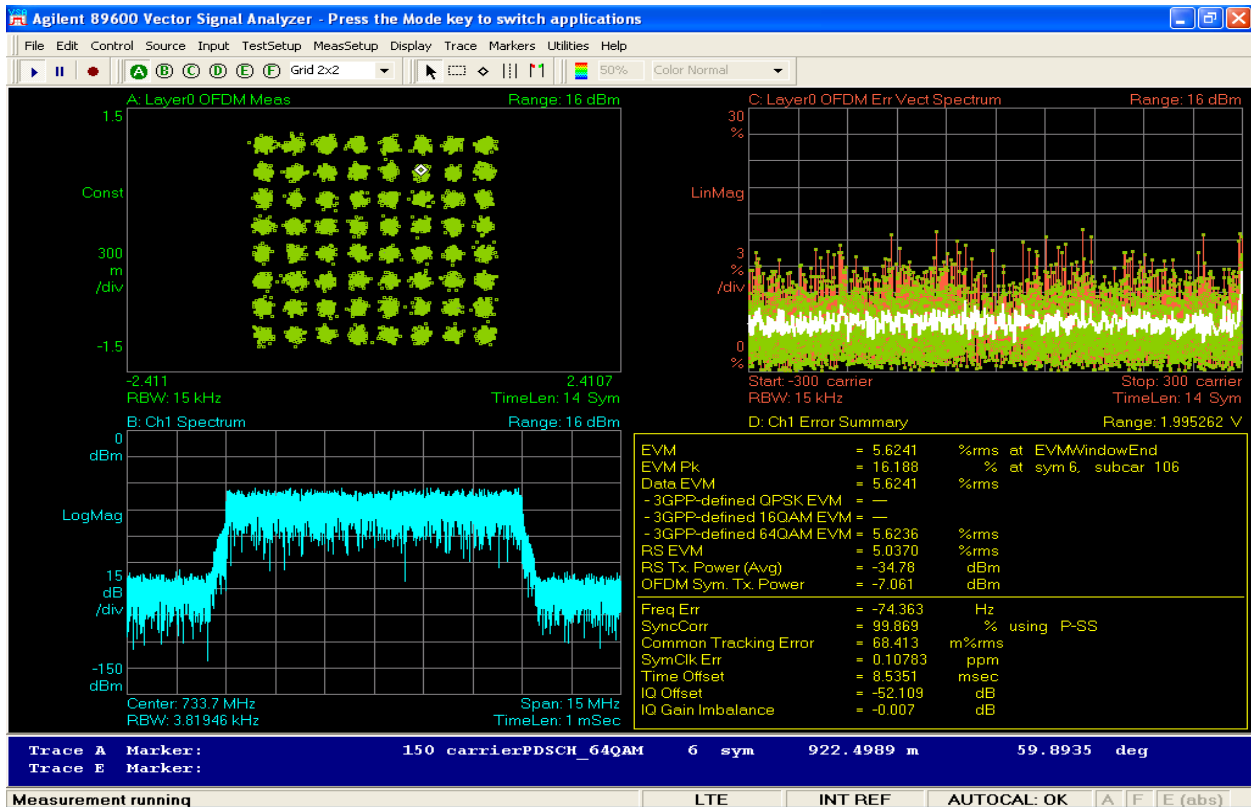 Agilent 89600 Vector Signal Analyzer - Press the Mode key to switch applications
File Edit Control Source Input TestSetup MeasSetup Display Trace Markers Utilities Help
A B C D E F Grid 2x2 50% Color Normal
A: Layer0 OFDM Meas Range: 16 dBm
1.5
Const
300
m
/div
-1.5
-2.411 2.4107
RBW: 15 kHz TimeLen: 14 Sym
C: Layer0 OFDM Err Vect Spectrum Range: 16 dBm
30
%
LinMag
3
%
/div
0
%
Start: -300 carrier Stop: 300 carrier
RBW: 15 kHz TimeLen: 14 Sym
B: Ch1 Spectrum Range: 16 dBm
0
dBm
LogMag
15
dB
/div
-150
dBm
Center: 733.7 MHz Span: 15 MHz
RBW: 3.81946 kHz TimeLen: 1 mSec
D: Ch1 Error Summary Range: 1.995262 V
EVM = 5.6241 %rms at EVMWindowEnd
EVM Pk = 16.188 % at sym 6, subcar 106
Data EVM = 5.6241 %rms
- 3GPP-defined QPSK EVM = —
- 3GPP-defined 16QAM EVM = —
- 3GPP-defined 64QAM EVM = 5.6236 %rms
RS EVM = 5.0370 %rms
RS Tx. Power (Avg) = -34.78 dBm
OFDM Sym. Tx. Power = -7.061 dBm
Freq Err = -74.363 Hz
SyncCorr = 99.869 % using P-SS
Common Tracking Error = 68.413 m%rms
SymClk Err = 0.10783 ppm
Time Offset = 8.5351 msec
IQ Offset = -52.109 dB
IQ Gain Imbalance = -0.007 dB
Trace A Marker: 150 carrierPDSCH_64QAM 6 sym 922.4989 m 59.8935 deg
Trace E Marker:
Measurement running LTE INT REF AUTOCAL: OK A F E (abs)